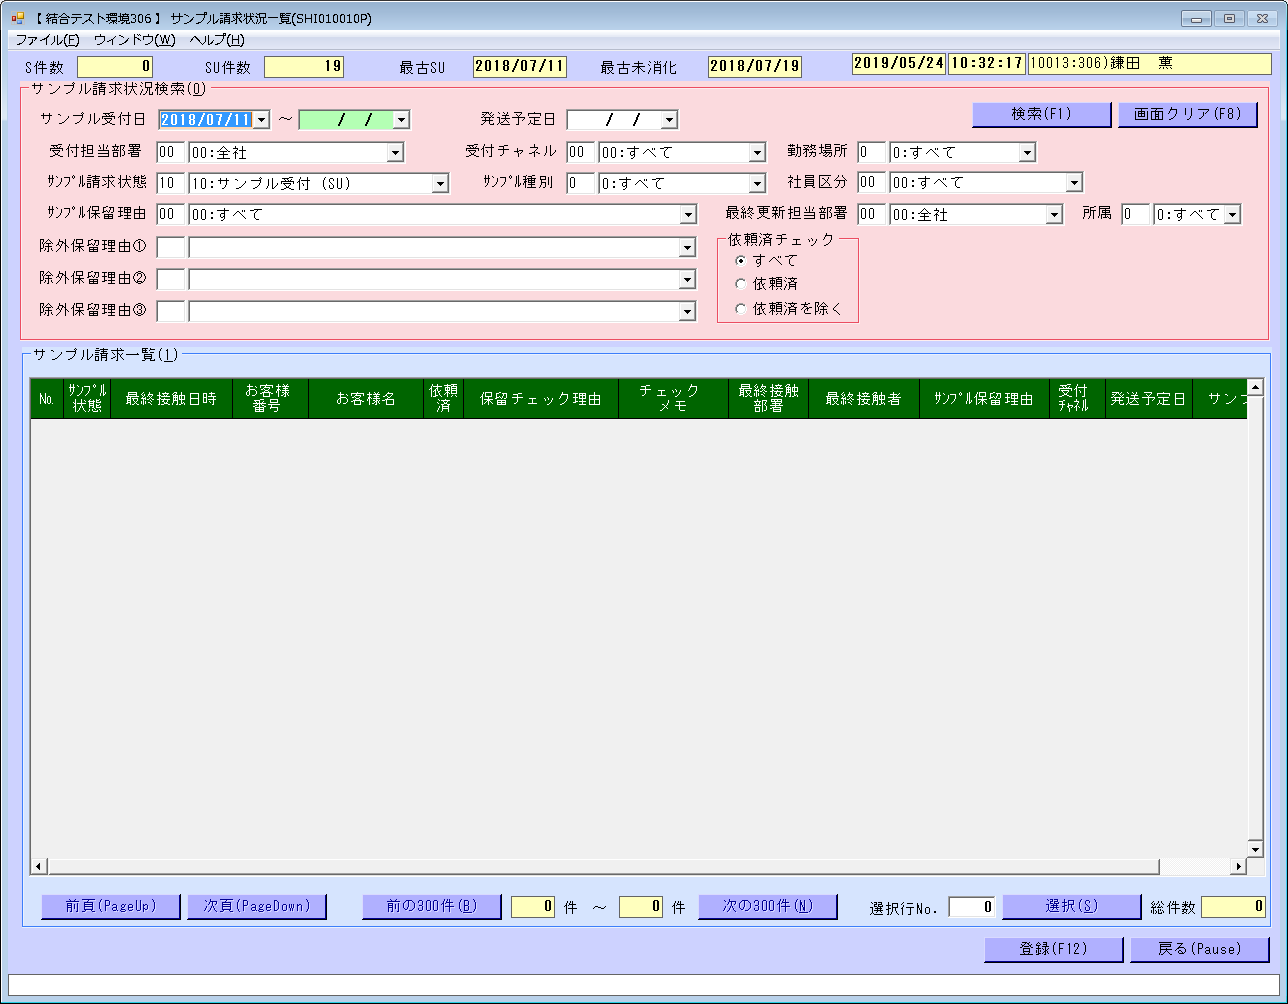 【 結合テスト環境306 】 サンプル請求状況一覧(SHI010010P)
ファイル(F) ウィンドウ(W) ヘルプ(H)
S件数 0 SU件数 19 最古SU 2018/07/11 最古未消化 2018/07/19 2019/05/24 10:32:17 10013:306)鎌田 薫
サンプル請求状況検索(0)
サンプル受付日 2018/07/11 ～ / / 発送予定日 / / 検索(F1) 画面クリア(F8)
受付担当部署 00 00:全社 受付チャネル 00 00:すべて 勤務場所 0 0:すべて
ｻﾝﾌﾟﾙ請求状態 10 10:サンプル受付 (SU) ｻﾝﾌﾟﾙ種別 0 0:すべて 社員区分 00 00:すべて
ｻﾝﾌﾟﾙ保留理由 00 00:すべて 最終更新担当部署 00 00:全社 所属 0 0:すべて
除外保留理由① 依頼済チェック
すべて
除外保留理由② 依頼済
除外保留理由③ 依頼済を除く
サンプル請求一覧(1)
No. ｻﾝﾌﾟﾙ状態 最終接触日時 お客様番号 お客様名 依頼済 保留チェック理由 チェックメモ 最終接触部署 最終接触者 ｻﾝﾌﾟﾙ保留理由 受付ﾁｬﾈﾙ 発送予定日 サンプ
前頁(PageUp) 次頁(PageDown) 前の300件(B) 0 件 ～ 0 件 次の300件(N) 選択行No. 0 選択(S) 総件数 0
登録(F12) 戻る(Pause)